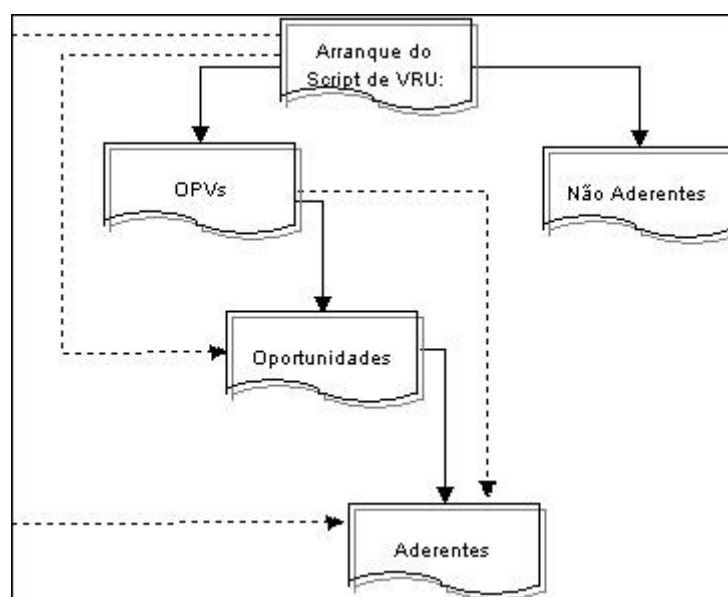 Arranque do
Script de VRU:
OPVs
Não Aderentes
Oportunidades
Aderentes